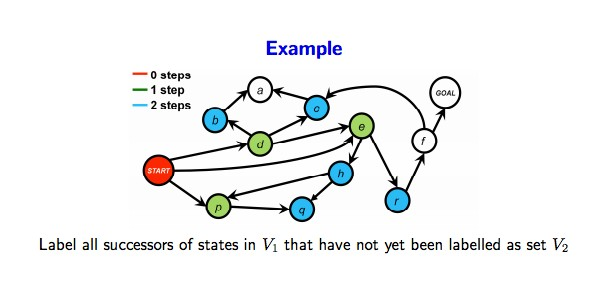 Example
0 steps
1 step
2 steps
a
GOAL
c
b
e
d
f
START
h
p
q
r
Label all successors of states in V₁ that have not yet been labelled as set V₂